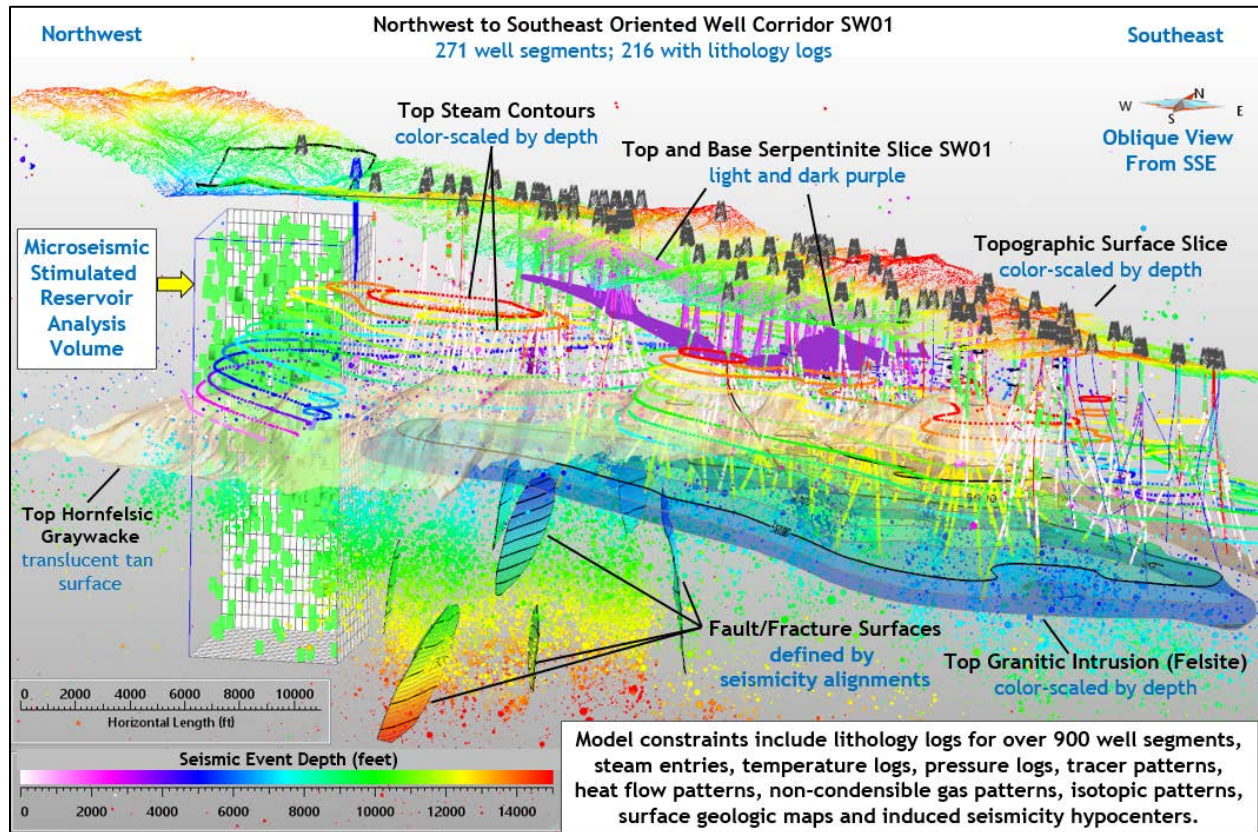 Northwest
Northwest to Southeast Oriented Well Corridor SW01
271 well segments; 216 with lithology logs
Southeast
N
W
E
S
Oblique View
From SSE
Top Steam Contours
color-scaled by depth
Top and Base Serpentinite Slice SW01
light and dark purple
Topographic Surface Slice
color-scaled by depth
Microseismic
Stimulated
Reservoir
Analysis
Volume
Top Hornfelsic
Graywacke
translucent tan
surface
Fault/Fracture Surfaces
defined by
seismicity alignments
Top Granitic Intrusion (Felsite)
color-scaled by depth
0 2000 4000 6000 8000 10000
Horizontal Length (ft)
Seismic Event Depth (feet)
0 2000 4000 6000 8000 10000 12000 14000
Model constraints include lithology logs for over 900 well segments,
steam entries, temperature logs, pressure logs, tracer patterns,
heat flow patterns, non-condensible gas patterns, isotopic patterns,
surface geologic maps and induced seismicity hypocenters.